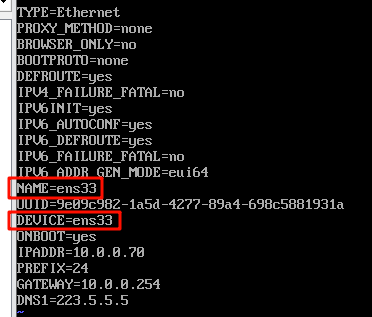 TYPE=Ethernet
PROXY_METHOD=none
BROWSER_ONLY=no
BOOTPROTO=none
DEFROUTE=yes
IPV4_FAILURE_FATAL=no
IPV6INIT=yes
IPV6_AUTOCONF=yes
IPV6_DEFROUTE=yes
IPV6_FAILURE_FATAL=no
IPV6_ADDR_GEN_MODE=eui64
NAME=ens33
UUID=9e09c982-1a5d-4277-89a4-698c5881931a
DEVICE=ens33
ONBOOT=yes
IPADDR=10.0.0.70
PREFIX=24
GATEWAY=10.0.0.254
DNS1=223.5.5.5
~